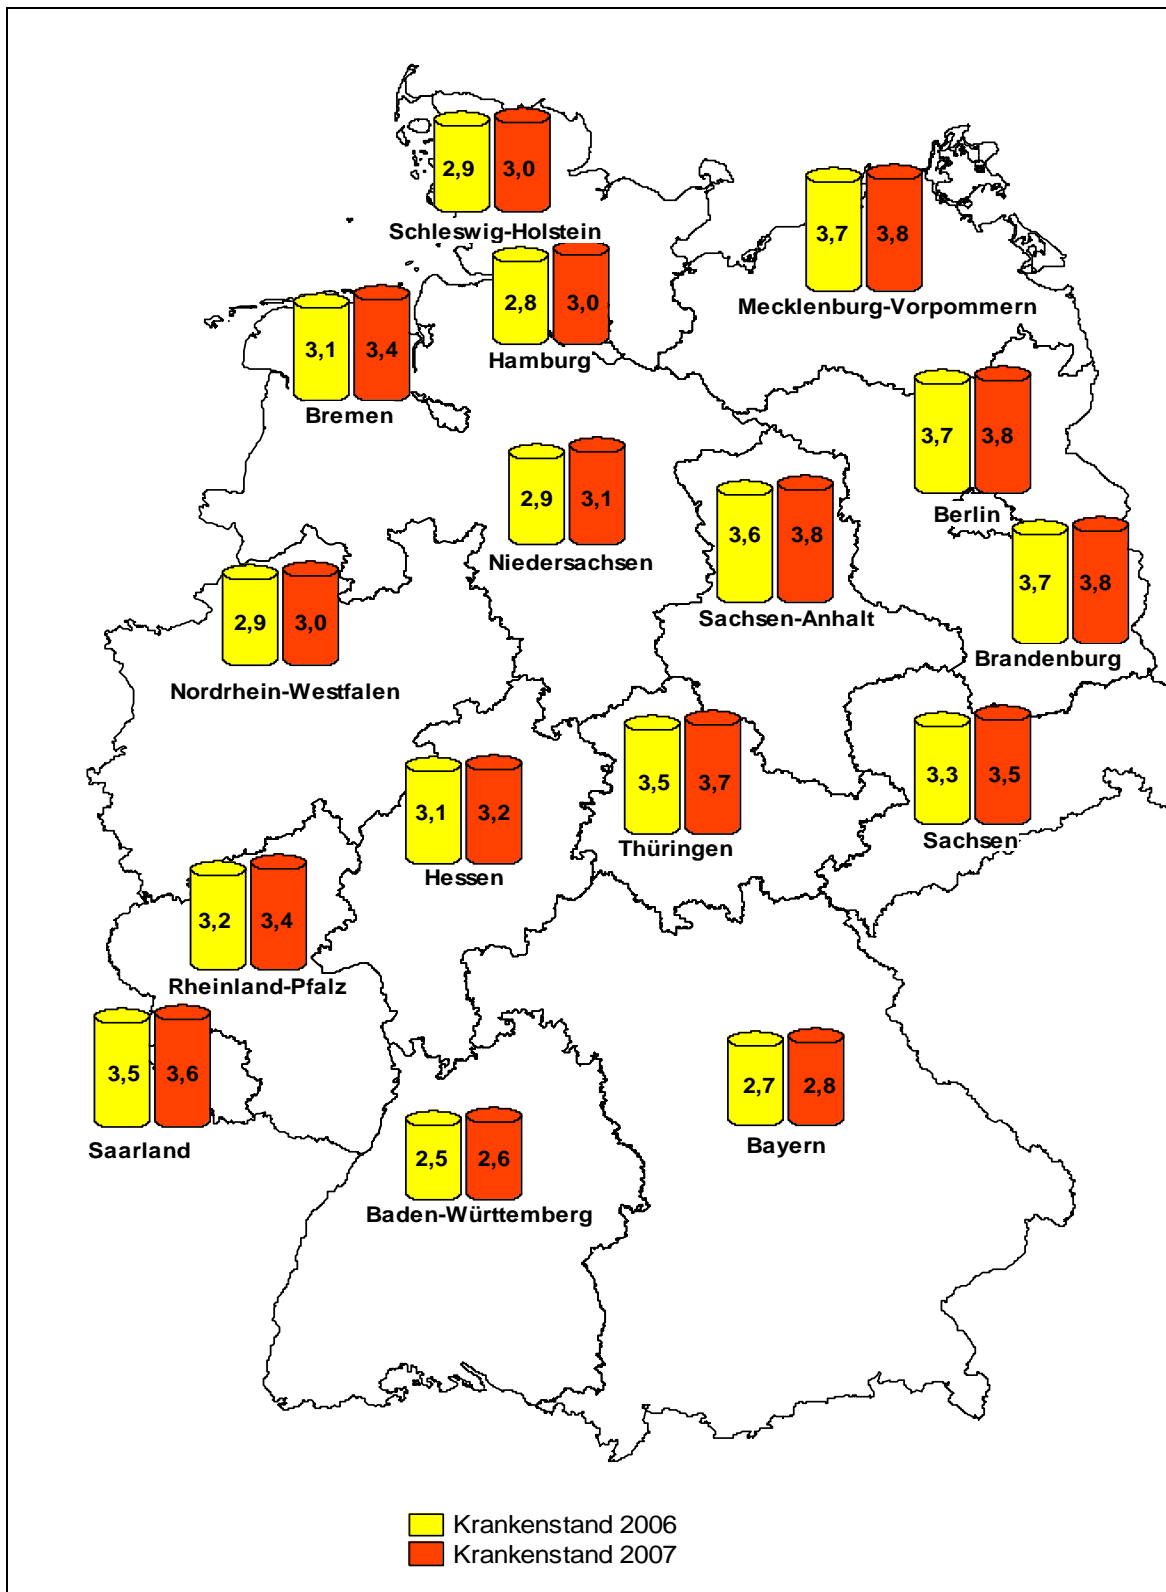 2,9 3,0
Schleswig-Holstein
3,7 3,8
Mecklenburg-Vorpommern
2,8 3,0
Hamburg
3,1 3,4
Bremen
3,7 3,8
Berlin
2,9 3,1
Niedersachsen
3,6 3,8
Sachsen-Anhalt
3,7 3,8
Brandenburg
2,9 3,0
Nordrhein-Westfalen
3,5 3,7
Thüringen
3,3 3,5
Sachsen
3,1 3,2
Hessen
3,2 3,4
Rheinland-Pfalz
3,5 3,6
Saarland
2,7 2,8
Bayern
2,5 2,6
Baden-Württemberg
Krankenstand 2006
Krankenstand 2007